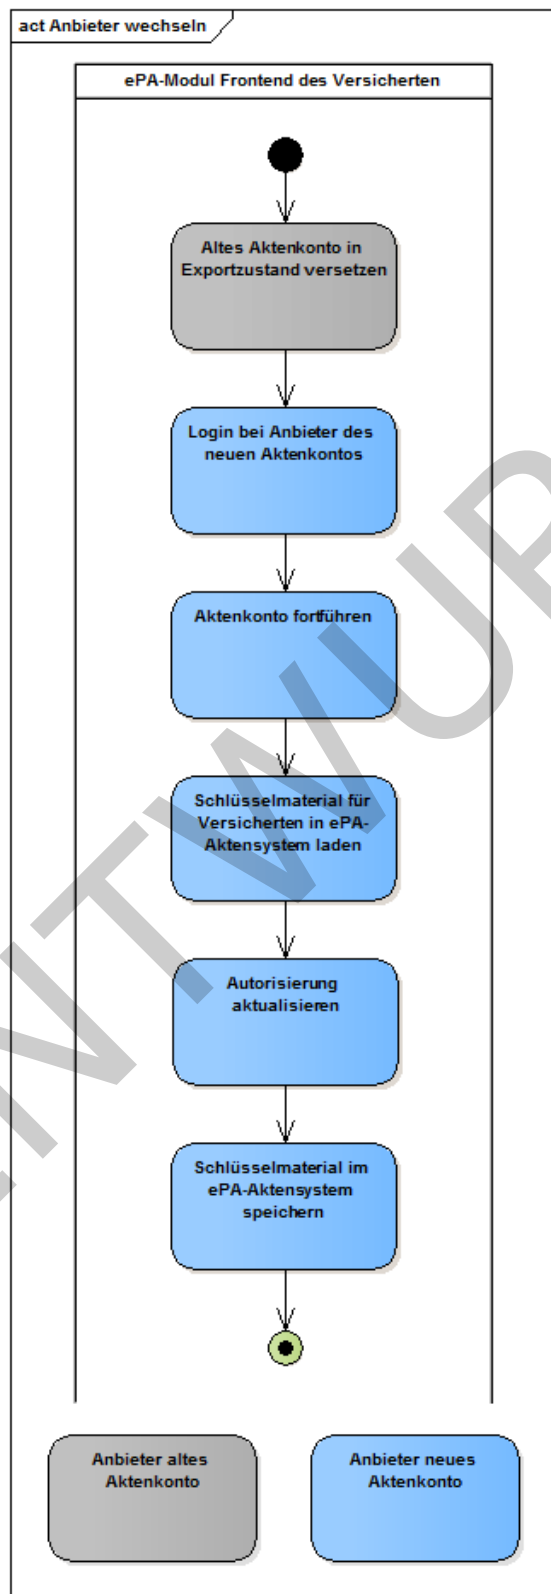 act Anbieter wechseln
ePA-Modul Frontend des Versicherten
Altes Aktenkonto in
Exportzustand versetzen
Login bei Anbieter des
neuen Aktenkontos
Aktenkonto fortführen
Schlüsselmaterial für
Versicherten in ePA-
Aktensystem laden
Autorisierung
aktualisieren
Schlüsselmaterial im
ePA-Aktensystem
speichern
Anbieter altes
Aktenkonto
Anbieter neues
Aktenkonto
ENTWUR